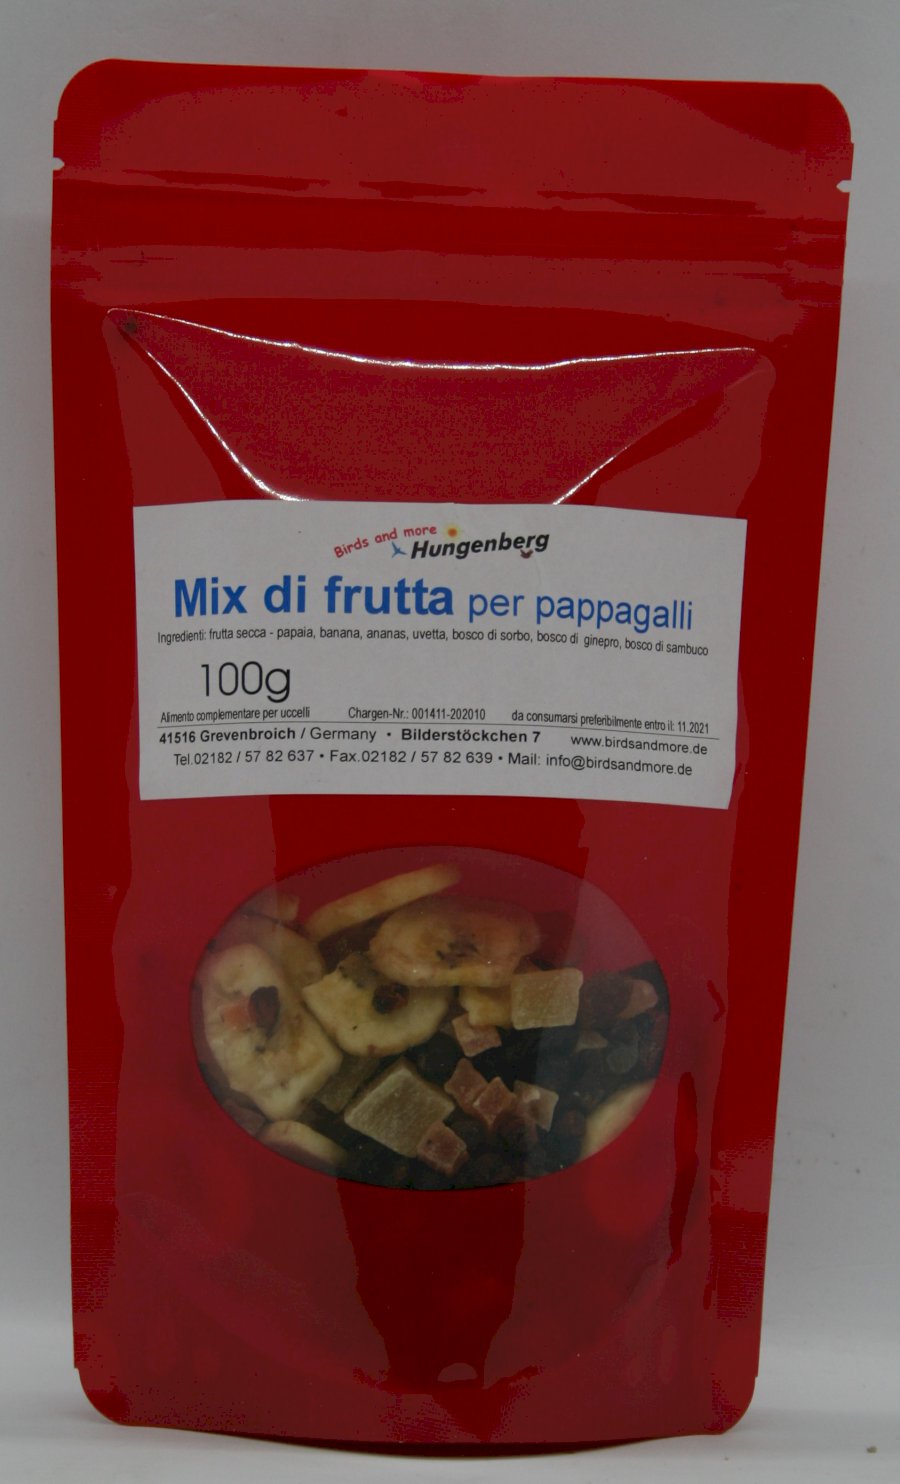 Birds and more
Hungenberg
Mix di frutta per pappagalli
Ingredienti: frutta secca - papaia, banana, ananas, uvetta, bosco di sorbo, bosco di ginepro, bosco di sambuco
100g
Alimento complementare per uccelli Chargen-Nr.: 001411-202010 da consumarsi preferibilmente entro il: 11.2021
41516 Grevenbroich / Germany • Bilderstöckchen 7 www.birdsandmore.de
Tel.02182 / 57 82 637 • Fax.02182 / 57 82 639 • Mail: info@birdsandmore.de